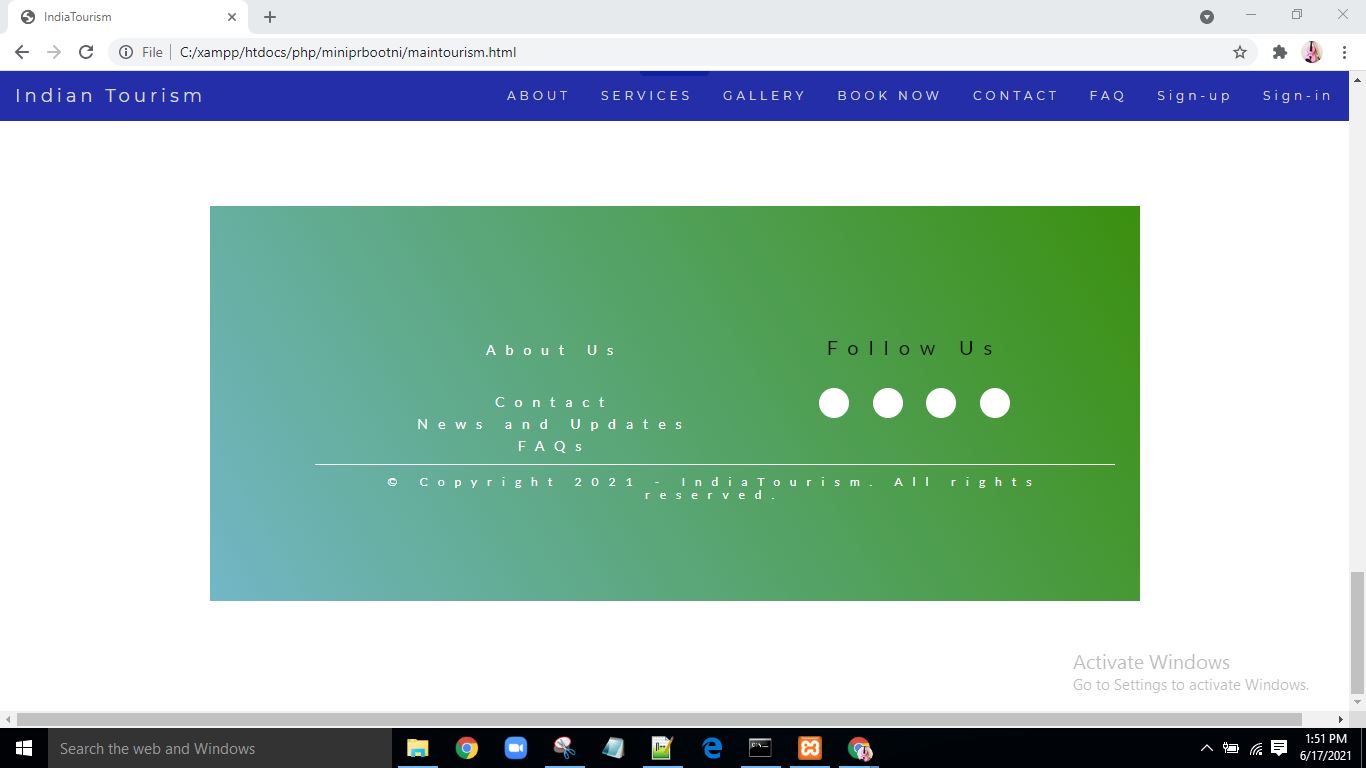 IndiaTourism
File
C:/xampp/htdocs/php/miniprbootni/maintourism.html
Indian Tourism
ABOUT SERVICES GALLERY BOOK NOW CONTACT FAQ Sign-up Sign-in
About Us
Follow Us
Contact
News and Updates
FAQs
© Copyright 2021 - IndiaTourism. All rights
reserved.
Activate Windows
Go to Settings to activate Windows.
Search the web and Windows
1:51 PM
6/17/2021